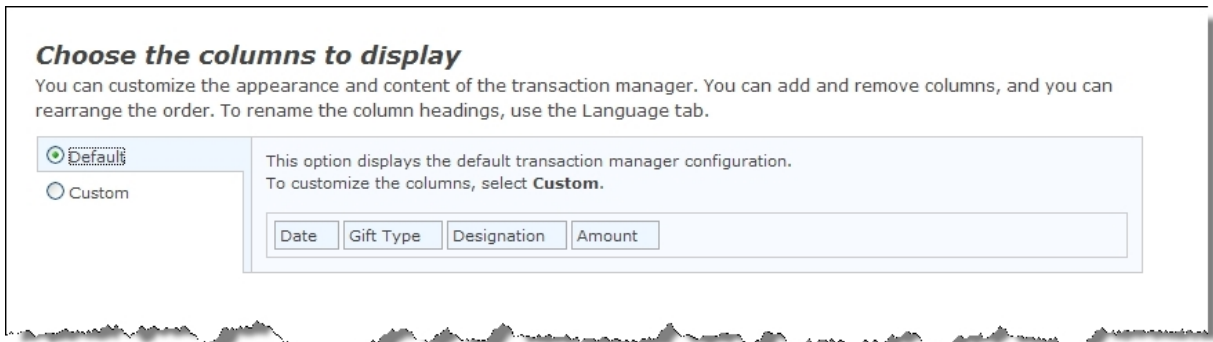 Choose the columns to display
You can customize the appearance and content of the transaction manager. You can add and remove columns, and you can
rearrange the order. To rename the column headings, use the Language tab.
Default
Custom
This option displays the default transaction manager configuration.
To customize the columns, select Custom.
Date Gift Type Designation Amount